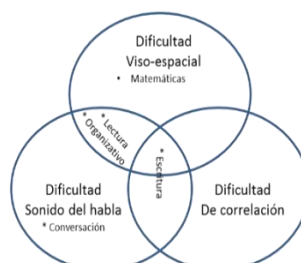 Dificultad
Viso-espacial
• Matemáticas
* Lectura
* Organizativo
* Escritura
Dificultad
Sonido del habla
* Conversación
Dificultad
De correlación